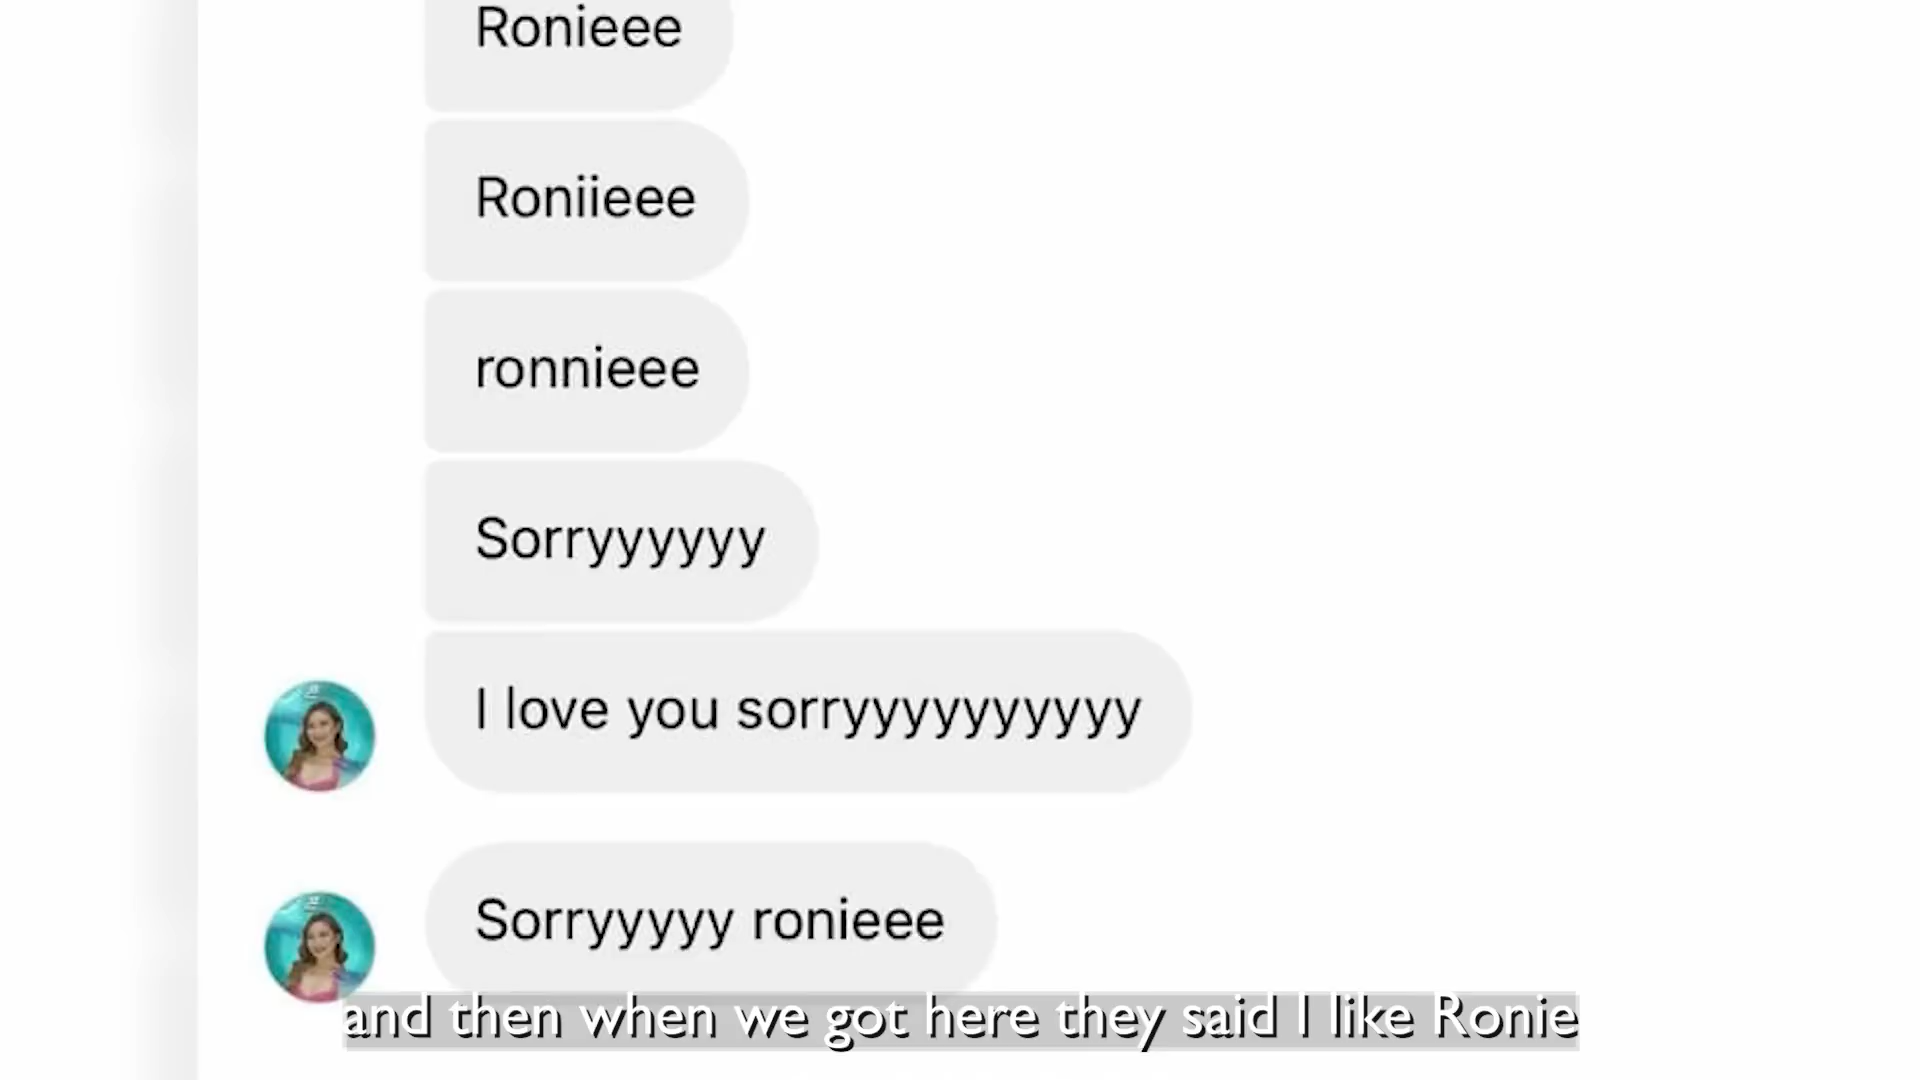 Ronieee
Roniieee
ronnieee
Sorryyyyyy
I love you sorryyyyyyyyyy
Sorryyyyy ronieee
and then when we got here they said I like Ronie